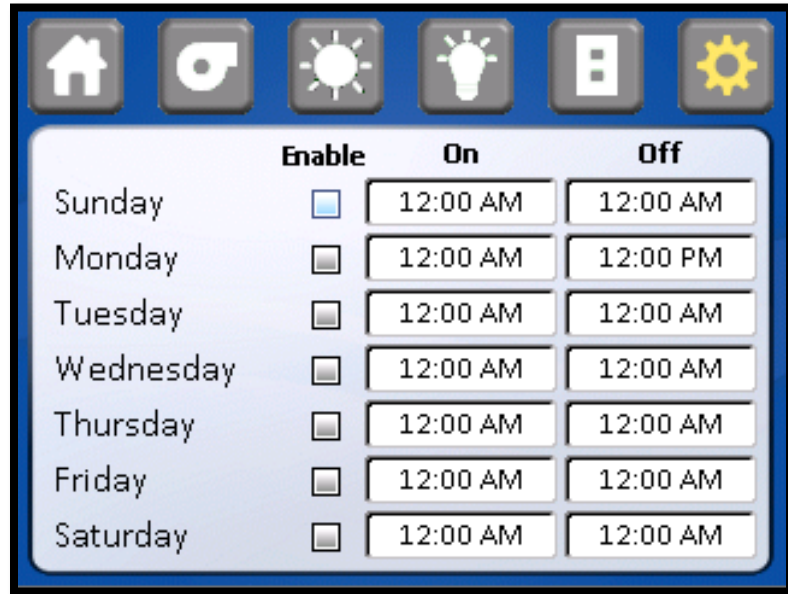 Enable On Off
Sunday 12:00 AM 12:00 AM
Monday 12:00 AM 12:00 PM
Tuesday 12:00 AM 12:00 AM
Wednesday 12:00 AM 12:00 AM
Thursday 12:00 AM 12:00 AM
Friday 12:00 AM 12:00 AM
Saturday 12:00 AM 12:00 AM